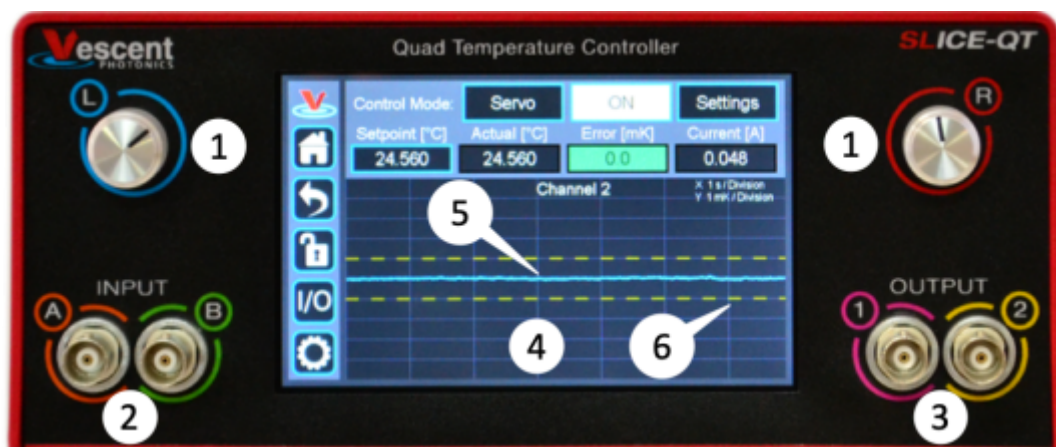 Vescent
PHOTONICS
Quad Temperature Controller
SLICE-QT
L
R
1
1
Control Mode:
Servo
ON
Settings
Setpoint [°C]
Actual [°C]
Error [mK]
Current [A]
24.560
24.560
0.0
0.048
Channel 2
X 1 s / Division
Y 1 mK / Division
5
I/O
4
6
INPUT
A
B
2
OUTPUT
1
2
3